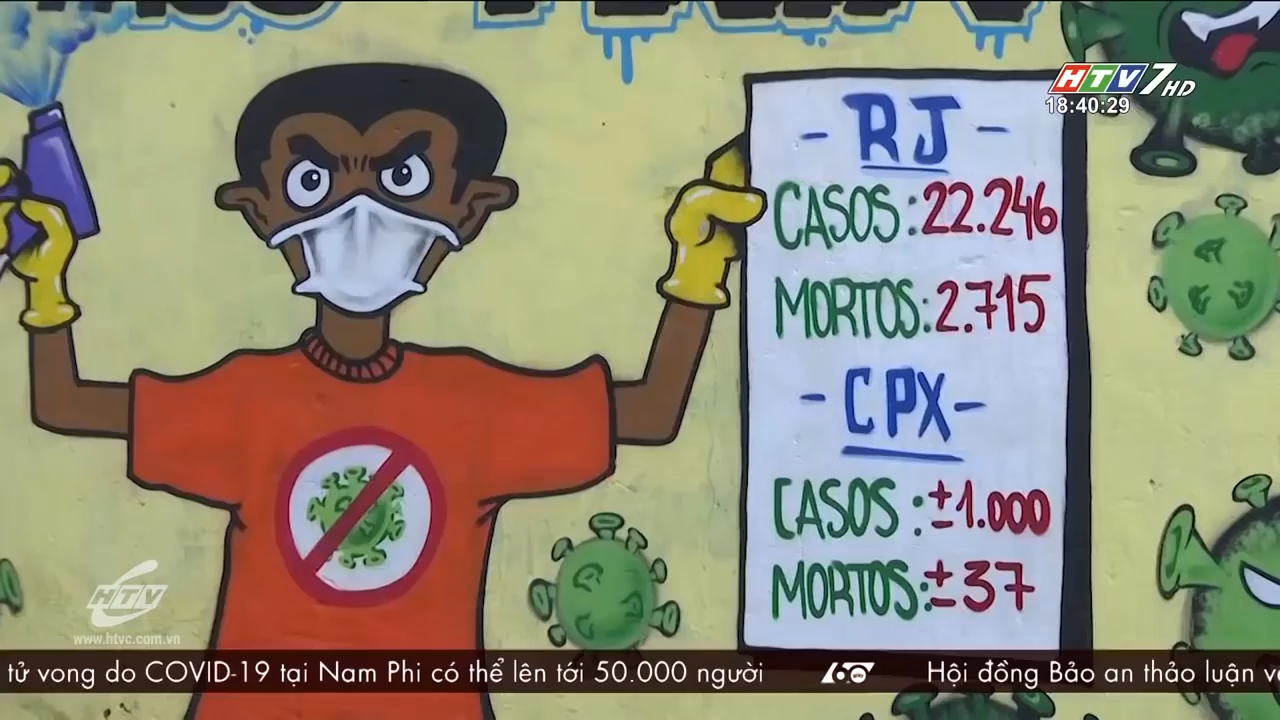 HTV7 HD
18:40:29
- RJ -
CASOS: 22.246
MORTOS: 2.715
- CPX -
CASOS: ±1.000
MORTOS: ±37
HTV
www.htvc.com.vn
tử vong do COVID-19 tại Nam Phi có thể lên tới 50.000 người
60 giây
Hội đồng Bảo an thảo luận